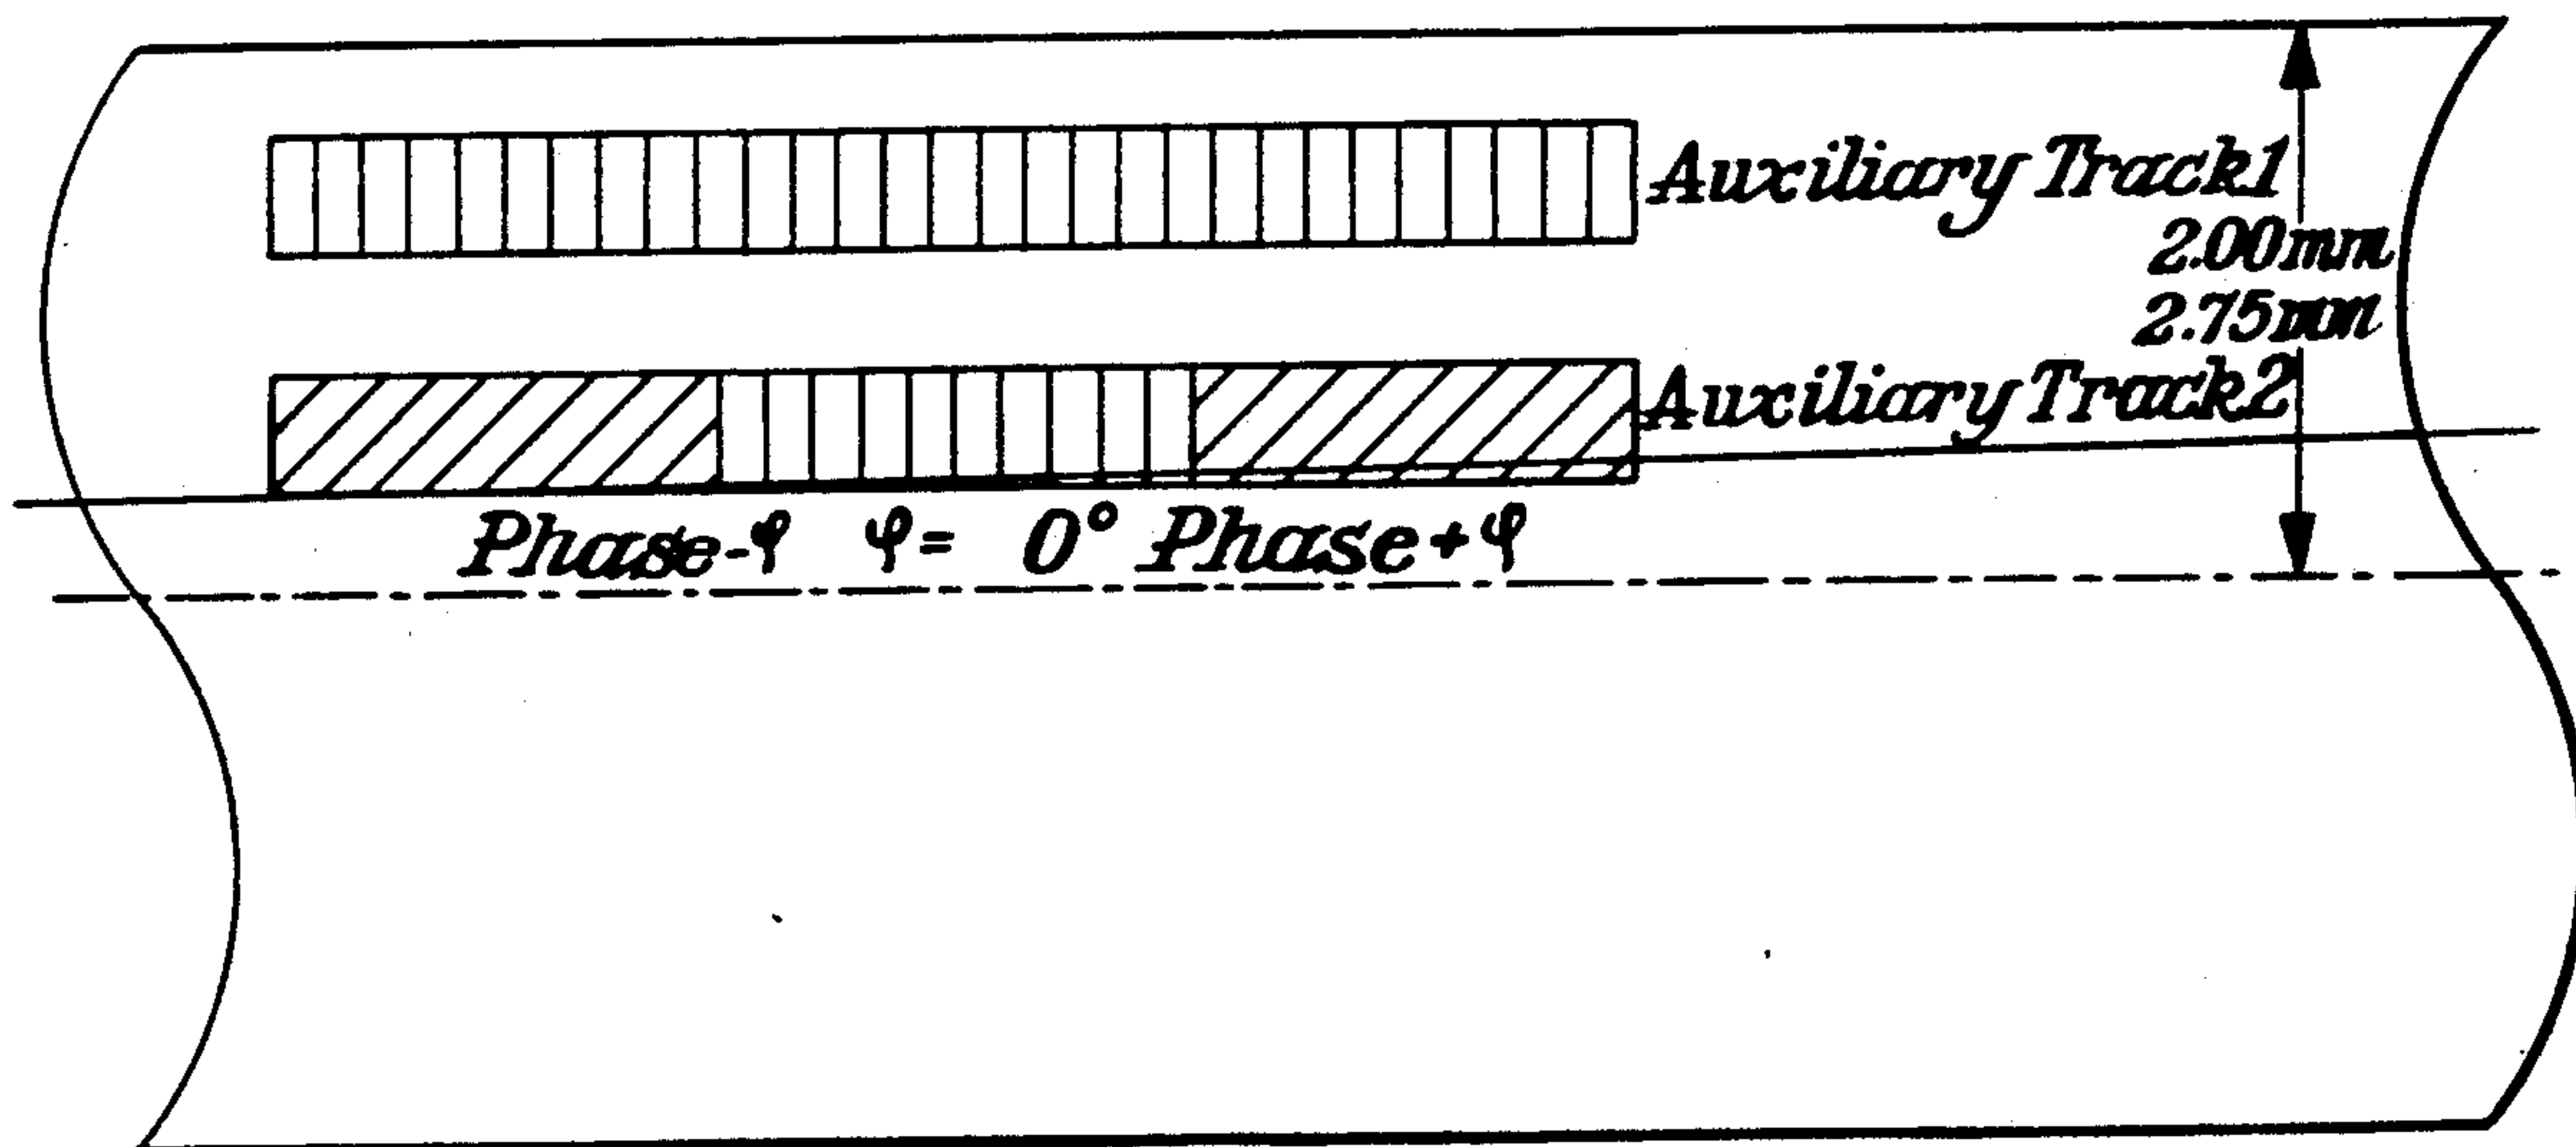 Auxiliary Track1
2.00mm
2.75mm
Auxiliary Track2
Phase-φ φ= 0° Phase+φ